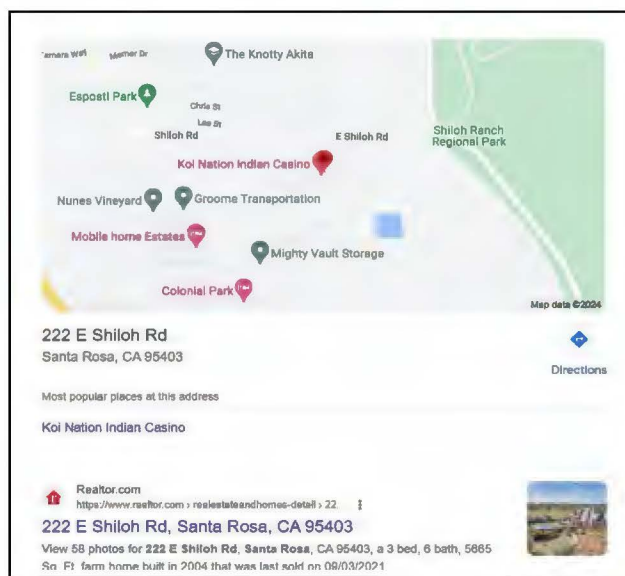 Memer Dr
The Knotty Akita
Esposti Park
Chris St
Lea St
Shiloh Rd
E Shiloh Rd
Shiloh Ranch
Regional Park
Koi Nation Indian Casino
Nunes Vineyard
Groome Transportation
Mobile home Estates
Mighty Vault Storage
Colonial Park
Map data ©2024
222 E Shiloh Rd
Santa Rosa, CA 95403
Directions
Most popular places at this address
Koi Nation Indian Casino
Realtor.com
https://www.realtor.com › realestateandhomes-detail › 22
222 E Shiloh Rd, Santa Rosa, CA 95403
View 58 photos for 222 E Shiloh Rd, Santa Rosa, CA 95403, a 3 bed, 6 bath, 5665
Sq. Ft. farm home built in 2004 that was last sold on 09/03/2021